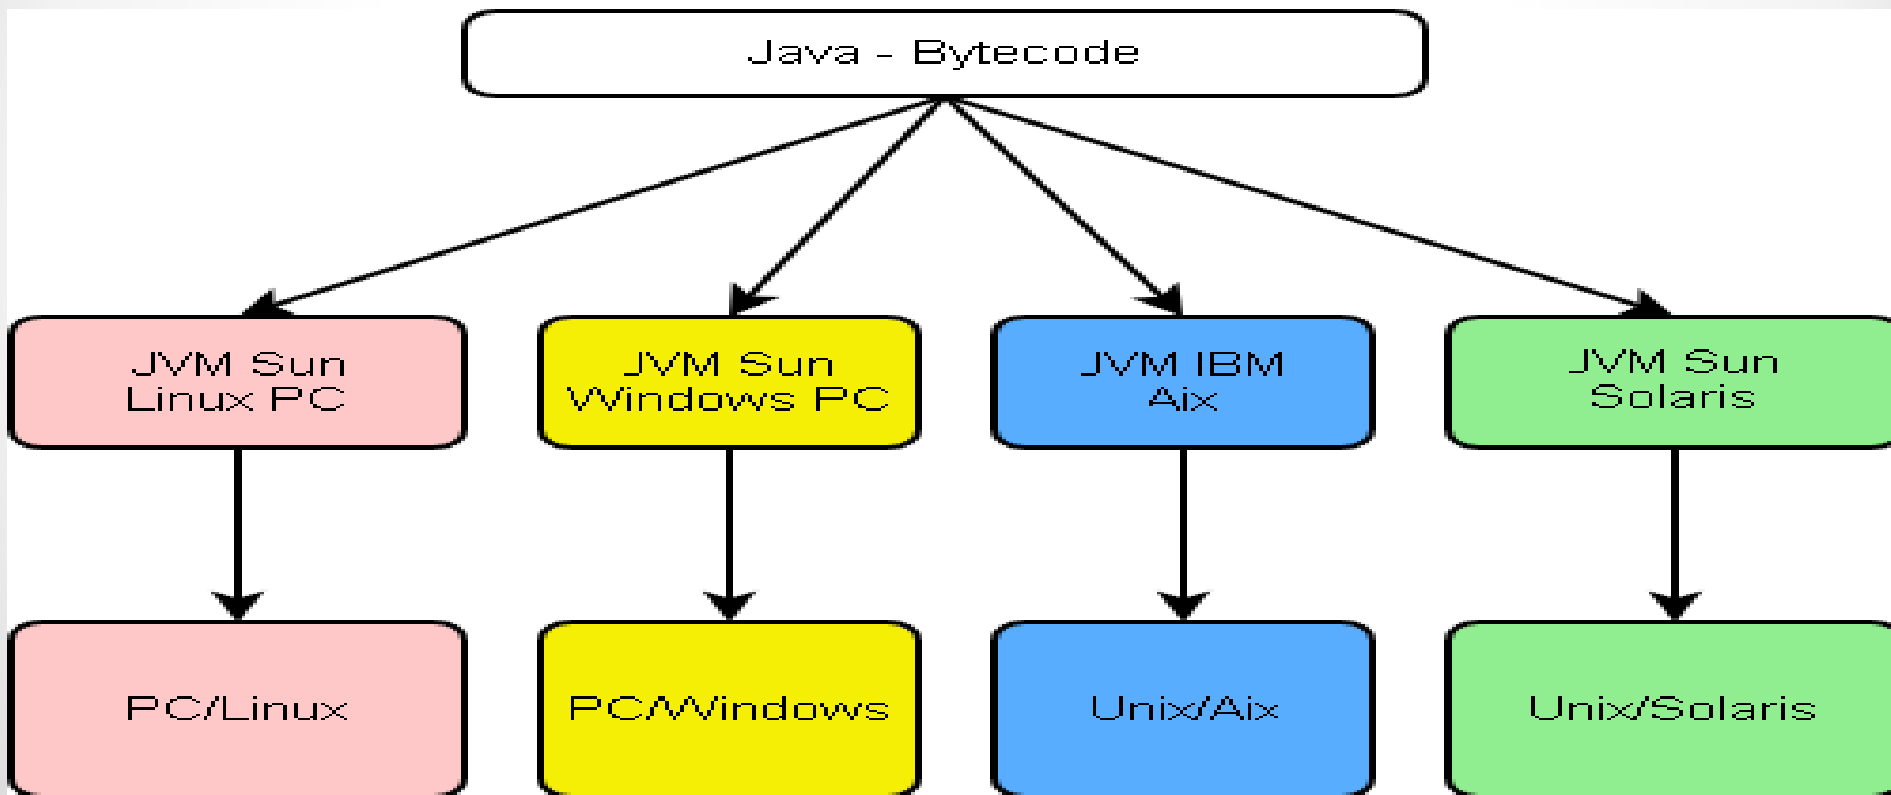 Java - Bytecode
JVM Sun
Linux PC
JVM Sun
Windows PC
JVM IBM
Aix
JVM Sun
Solaris
PC/Linux
PC/Windows
Unix/Aix
Unix/Solaris